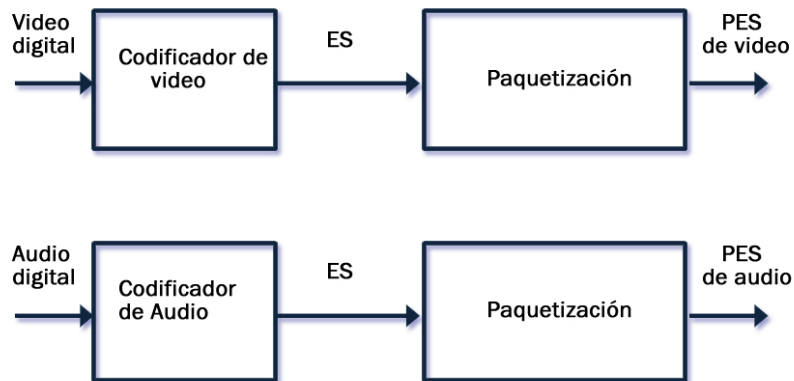 Video
digital
Codificador de
video
ES
Paquetización
PES
de video
Audio
digital
Codificador
de Audio
ES
Paquetización
PES
de audio